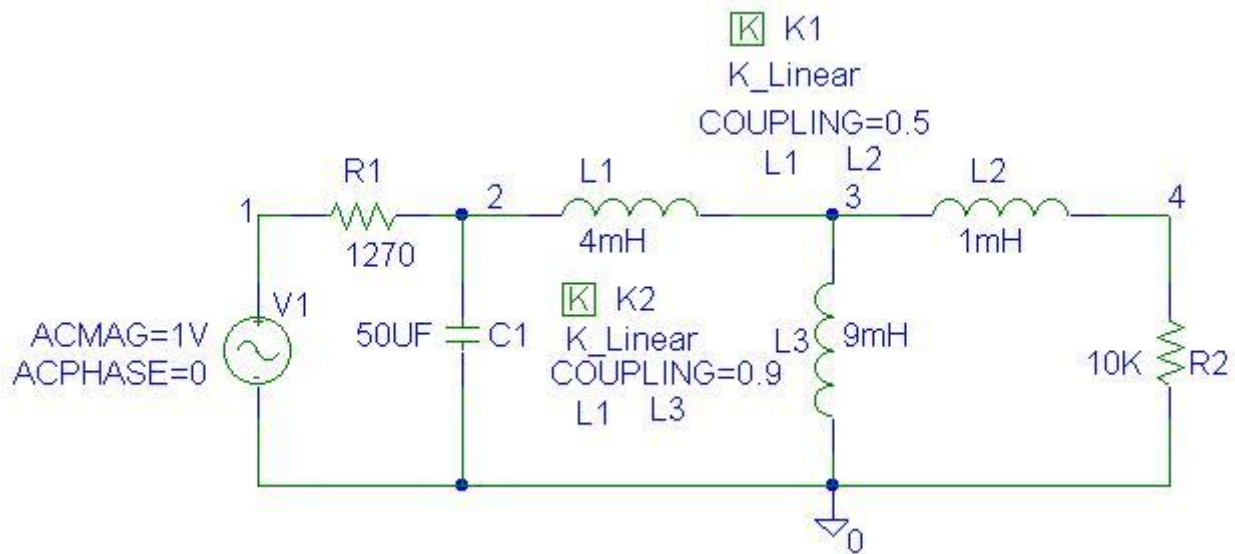 K K1
K_Linear
COUPLING=0.5
L1 L2
R1
L1
L2
1
2
3
4
1270
4mH
1mH
V1
K K2
ACMAG=1V
ACPHASE=0
50UF C1
K_Linear
COUPLING=0.9
L1 L3
L3 9mH
10K R2
+
-
0